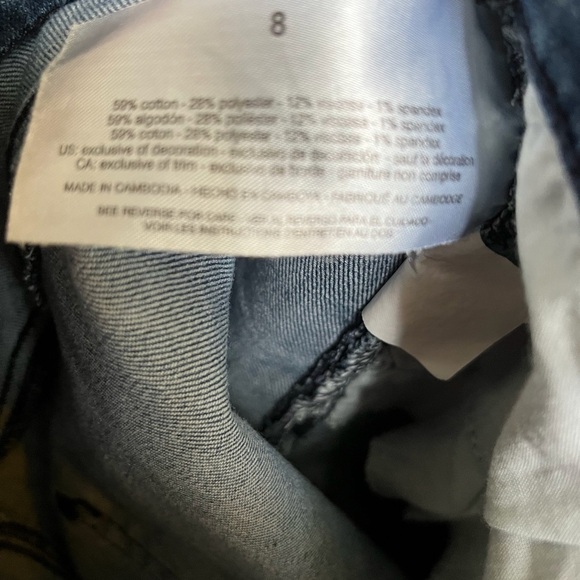 8
59% cotton - 28% polyester - 12% viscose - 1% spandex
59% algodón - 28% poliéster - 12% viscosa - 1% spandex
59% coton - 28% polyester - 12% viscose - 1% spandex
US: exclusive of decoration - exclusivo de decoración - sauf la décoration
CA: exclusive of trim - exclusivo de garniture non comprise
MADE IN CAMBODIA - HECHO EN CAMBOYA - FABRIQUÉ AU CAMBODGE
SEE REVERSE FOR CARE - VER AL REVERSO PARA EL CUIDADO
VOIR LES INSTRUCTIONS D'ENTRETIEN AU DOS